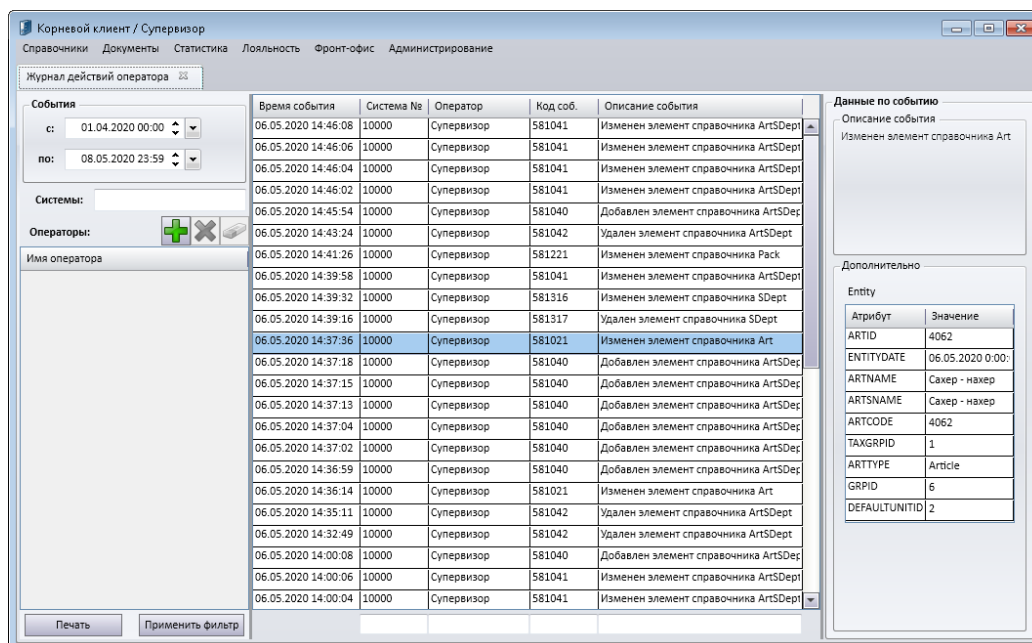 Корневой клиент / Супервизор
Справочники Документы Статистика Лояльность Фронт-офис Администрирование
Журнал действий оператора
События
с: 01.04.2020 00:00
по: 08.05.2020 23:59
Системы:
Операторы:
Имя оператора
Печать Применить фильтр
Время события Система № Оператор Код соб. Описание события
06.05.2020 14:46:08 10000 Супервизор 581041 Изменен элемент справочника ArtSDept
06.05.2020 14:46:06 10000 Супервизор 581041 Изменен элемент справочника ArtSDept
06.05.2020 14:46:04 10000 Супервизор 581041 Изменен элемент справочника ArtSDept
06.05.2020 14:46:02 10000 Супервизор 581041 Изменен элемент справочника ArtSDept
06.05.2020 14:45:54 10000 Супервизор 581040 Добавлен элемент справочника ArtSDep
06.05.2020 14:43:24 10000 Супервизор 581042 Удален элемент справочника ArtSDept
06.05.2020 14:41:26 10000 Супервизор 581221 Изменен элемент справочника Pack
06.05.2020 14:39:58 10000 Супервизор 581041 Изменен элемент справочника ArtSDept
06.05.2020 14:39:32 10000 Супервизор 581316 Изменен элемент справочника SDept
06.05.2020 14:39:16 10000 Супервизор 581317 Удален элемент справочника SDept
06.05.2020 14:37:36 10000 Супервизор 581021 Изменен элемент справочника Art
06.05.2020 14:37:18 10000 Супервизор 581040 Добавлен элемент справочника ArtSDep
06.05.2020 14:37:15 10000 Супервизор 581040 Добавлен элемент справочника ArtSDep
06.05.2020 14:37:13 10000 Супервизор 581040 Добавлен элемент справочника ArtSDep
06.05.2020 14:37:04 10000 Супервизор 581040 Добавлен элемент справочника ArtSDep
06.05.2020 14:37:02 10000 Супервизор 581040 Добавлен элемент справочника ArtSDep
06.05.2020 14:36:59 10000 Супервизор 581040 Добавлен элемент справочника ArtSDep
06.05.2020 14:36:14 10000 Супервизор 581021 Изменен элемент справочника Art
06.05.2020 14:35:11 10000 Супервизор 581042 Удален элемент справочника ArtSDept
06.05.2020 14:32:49 10000 Супервизор 581042 Удален элемент справочника ArtSDept
06.05.2020 14:00:08 10000 Супервизор 581040 Добавлен элемент справочника ArtSDep
06.05.2020 14:00:06 10000 Супервизор 581041 Изменен элемент справочника ArtSDept
06.05.2020 14:00:04 10000 Супервизор 581041 Изменен элемент справочника ArtSDept
Данные по событию
Описание события
Изменен элемент справочника Art
Дополнительно
Entity
Атрибут Значение
ARTID 4062
ENTITYDATE 06.05.2020 0:00:
ARTNAME Сахер - нахер
ARTSNAME Сахер - нахер
ARTCODE 4062
TAXGRPID 1
ARTTYPE Article
GRPID 6
DEFAULTUNITID 2